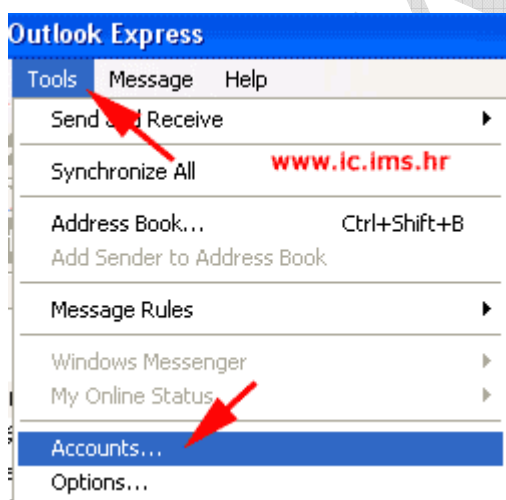 Outlook Express
Tools Message Help
Send and Receive
Synchronize All
www.ic.ims.hr
Address Book... Ctrl+Shift+B
Add Sender to Address Book
Message Rules
Windows Messenger
My Online Status
Accounts...
Options...